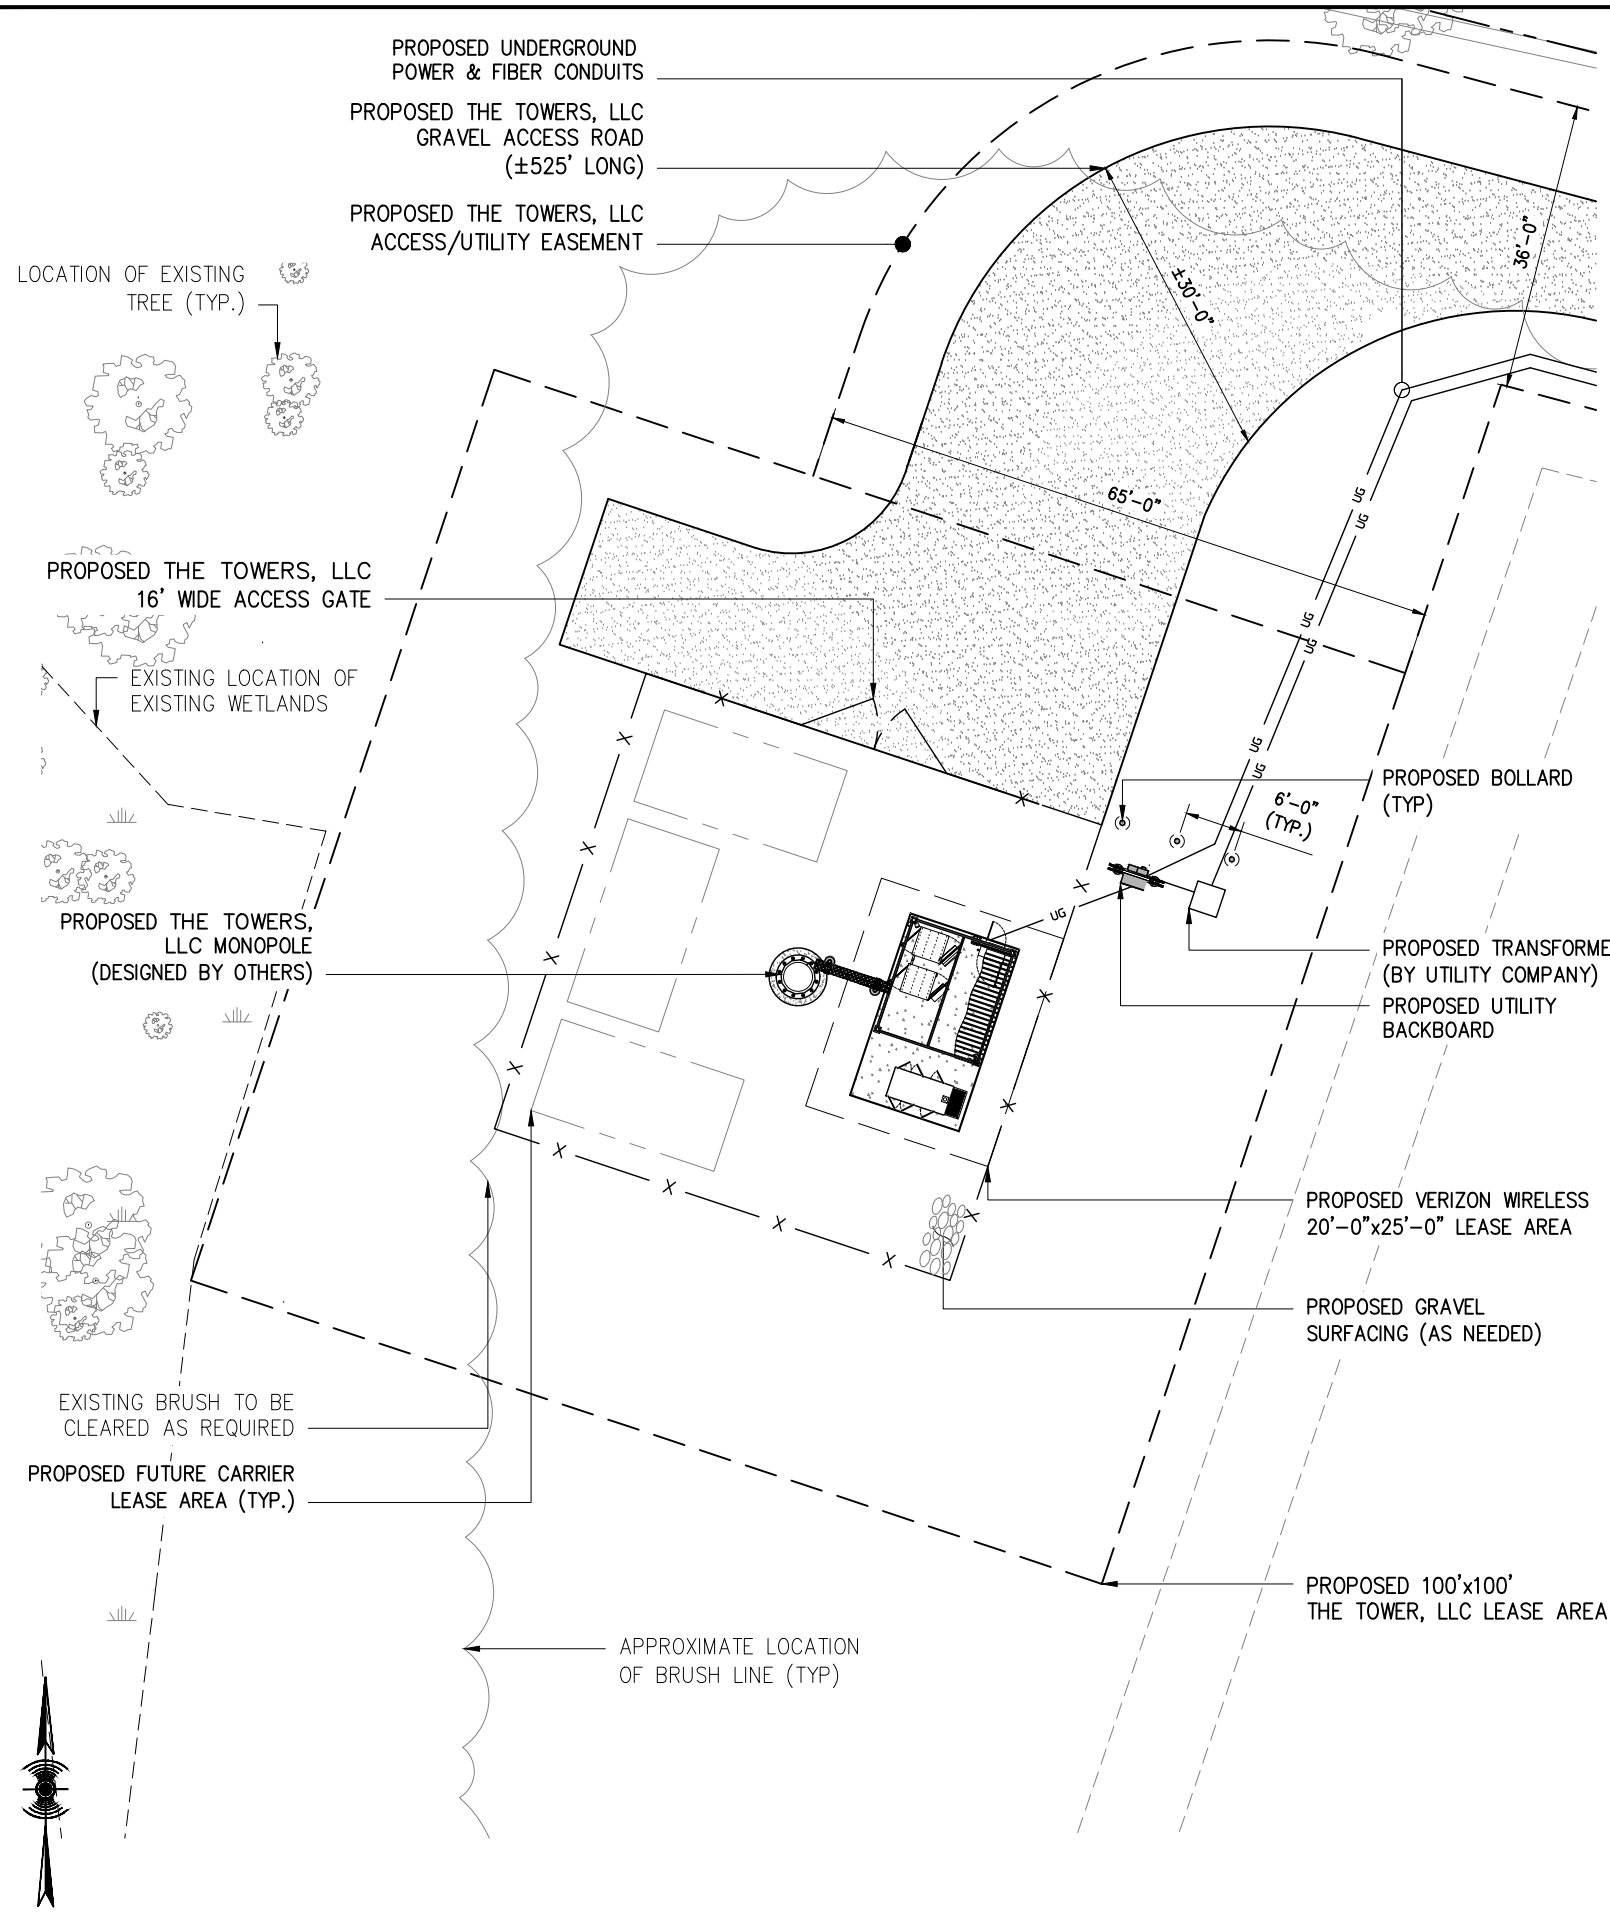 PROPOSED UNDERGROUND
POWER & FIBER CONDUITS
PROPOSED THE TOWERS, LLC
GRAVEL ACCESS ROAD
(±525' LONG)
PROPOSED THE TOWERS, LLC
ACCESS/UTILITY EASEMENT
LOCATION OF EXISTING
TREE (TYP.)
36'-0"
±30'-0"
65'-0"
UG
UG
PROPOSED THE TOWERS, LLC
16' WIDE ACCESS GATE
UG
UG
EXISTING LOCATION OF
EXISTING WETLANDS
UG
UG
PROPOSED BOLLARD
(TYP)
6'-0"
(TYP.)
UG
PROPOSED THE TOWERS,
LLC MONOPOLE
(DESIGNED BY OTHERS)
PROPOSED TRANSFORME
(BY UTILITY COMPANY)
PROPOSED UTILITY
BACKBOARD
PROPOSED VERIZON WIRELESS
20'-0"x25'-0" LEASE AREA
PROPOSED GRAVEL
SURFACING (AS NEEDED)
EXISTING BRUSH TO BE
CLEARED AS REQUIRED
PROPOSED FUTURE CARRIER
LEASE AREA (TYP.)
PROPOSED 100'x100'
THE TOWER, LLC LEASE AREA
APPROXIMATE LOCATION
OF BRUSH LINE (TYP)